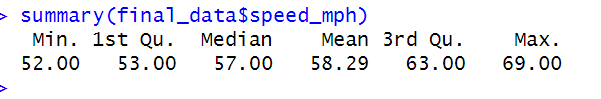 > summary(final_data$speed_mph)
   Min. 1st Qu.  Median    Mean 3rd Qu.    Max.
  52.00   53.00   57.00   58.29   63.00   69.00
>